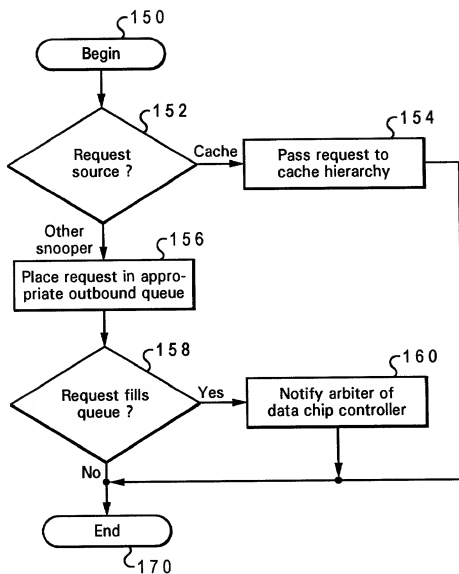 150
Begin
152
Request
source ?
Cache
154
Pass request to
cache hierarchy
Other
snooper
156
Place request in appro-
priate outbound queue
158
Request fills
queue ?
Yes
160
Notify arbiter of
data chip controller
No
End
170